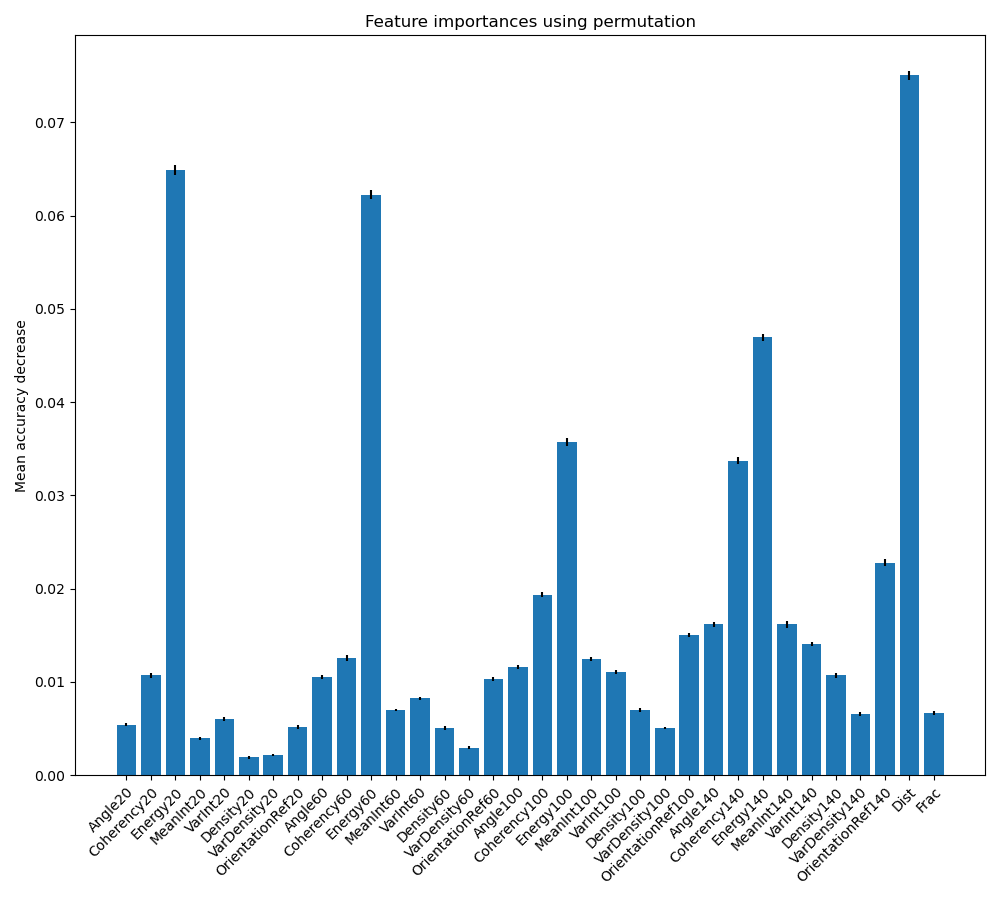 Feature importances using permutation
Mean accuracy decrease
0.07
0.06
0.05
0.04
0.03
0.02
0.01
0.00
Angle20
Coherency20
Energy20
MeanInt20
VarInt20
Density20
VarDensity20
OrientationRef20
Angle60
Coherency60
Energy60
MeanInt60
VarInt60
Density60
VarDensity60
OrientationRef60
Angle100
Coherency100
Energy100
MeanInt100
VarInt100
Density100
VarDensity100
OrientationRef100
Angle140
Coherency140
Energy140
MeanInt140
VarInt140
Density140
VarDensity140
OrientationRef140
Dist
Frac